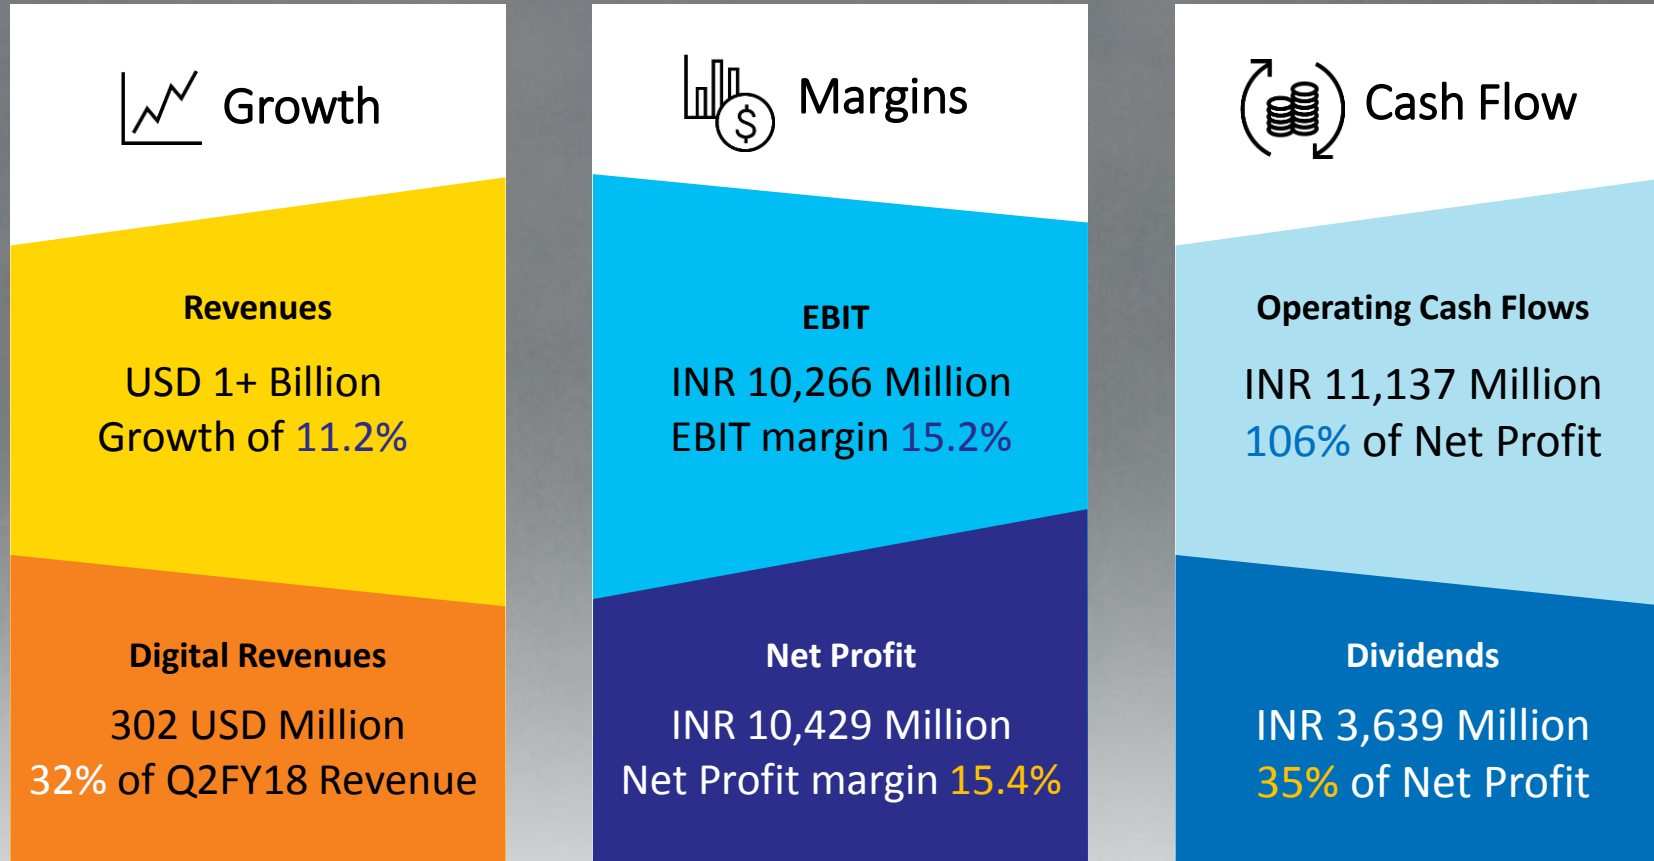 Growth
Revenues
USD 1+ Billion
Growth of 11.2%
Digital Revenues
302 USD Million
32% of Q2FY18 Revenue
$
Margins
EBIT
INR 10,266 Million
EBIT margin 15.2%
Net Profit
INR 10,429 Million
Net Profit margin 15.4%
Cash Flow
Operating Cash Flows
INR 11,137 Million
106% of Net Profit
Dividends
INR 3,639 Million
35% of Net Profit